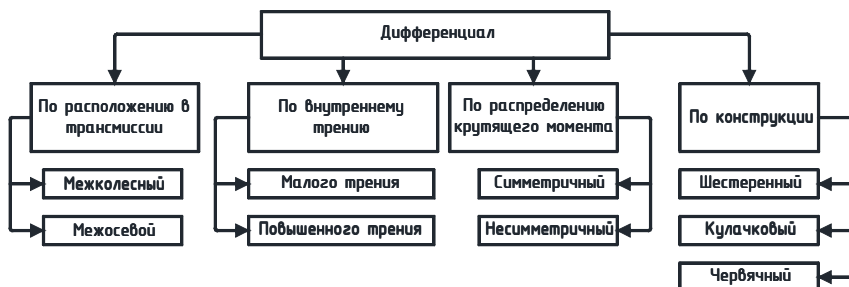 Дифференциал
По расположению в
трансмиссии
По внутреннему
трению
По распределению
крутящего момента
По конструкции
Межколесный
Малого трения
Симметричный
Шестеренный
Межосевой
Повышенного трения
Несимметричный
Кулачковый
Червячный